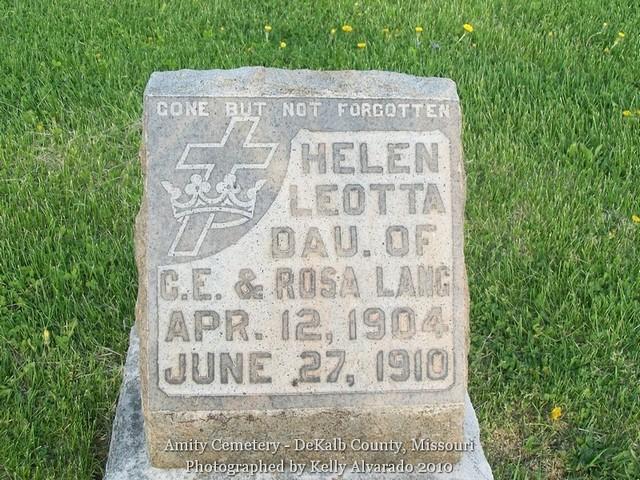 GONE BUT NOT FORGOTTEN
HELEN
LEOTTA
DAU. OF
C.E. & ROSA LANG
APR. 12, 1904
JUNE 27, 1910
Amity Cemetery - DeKalb County, Missouri
Photographed by Kelly Alvarado 2010